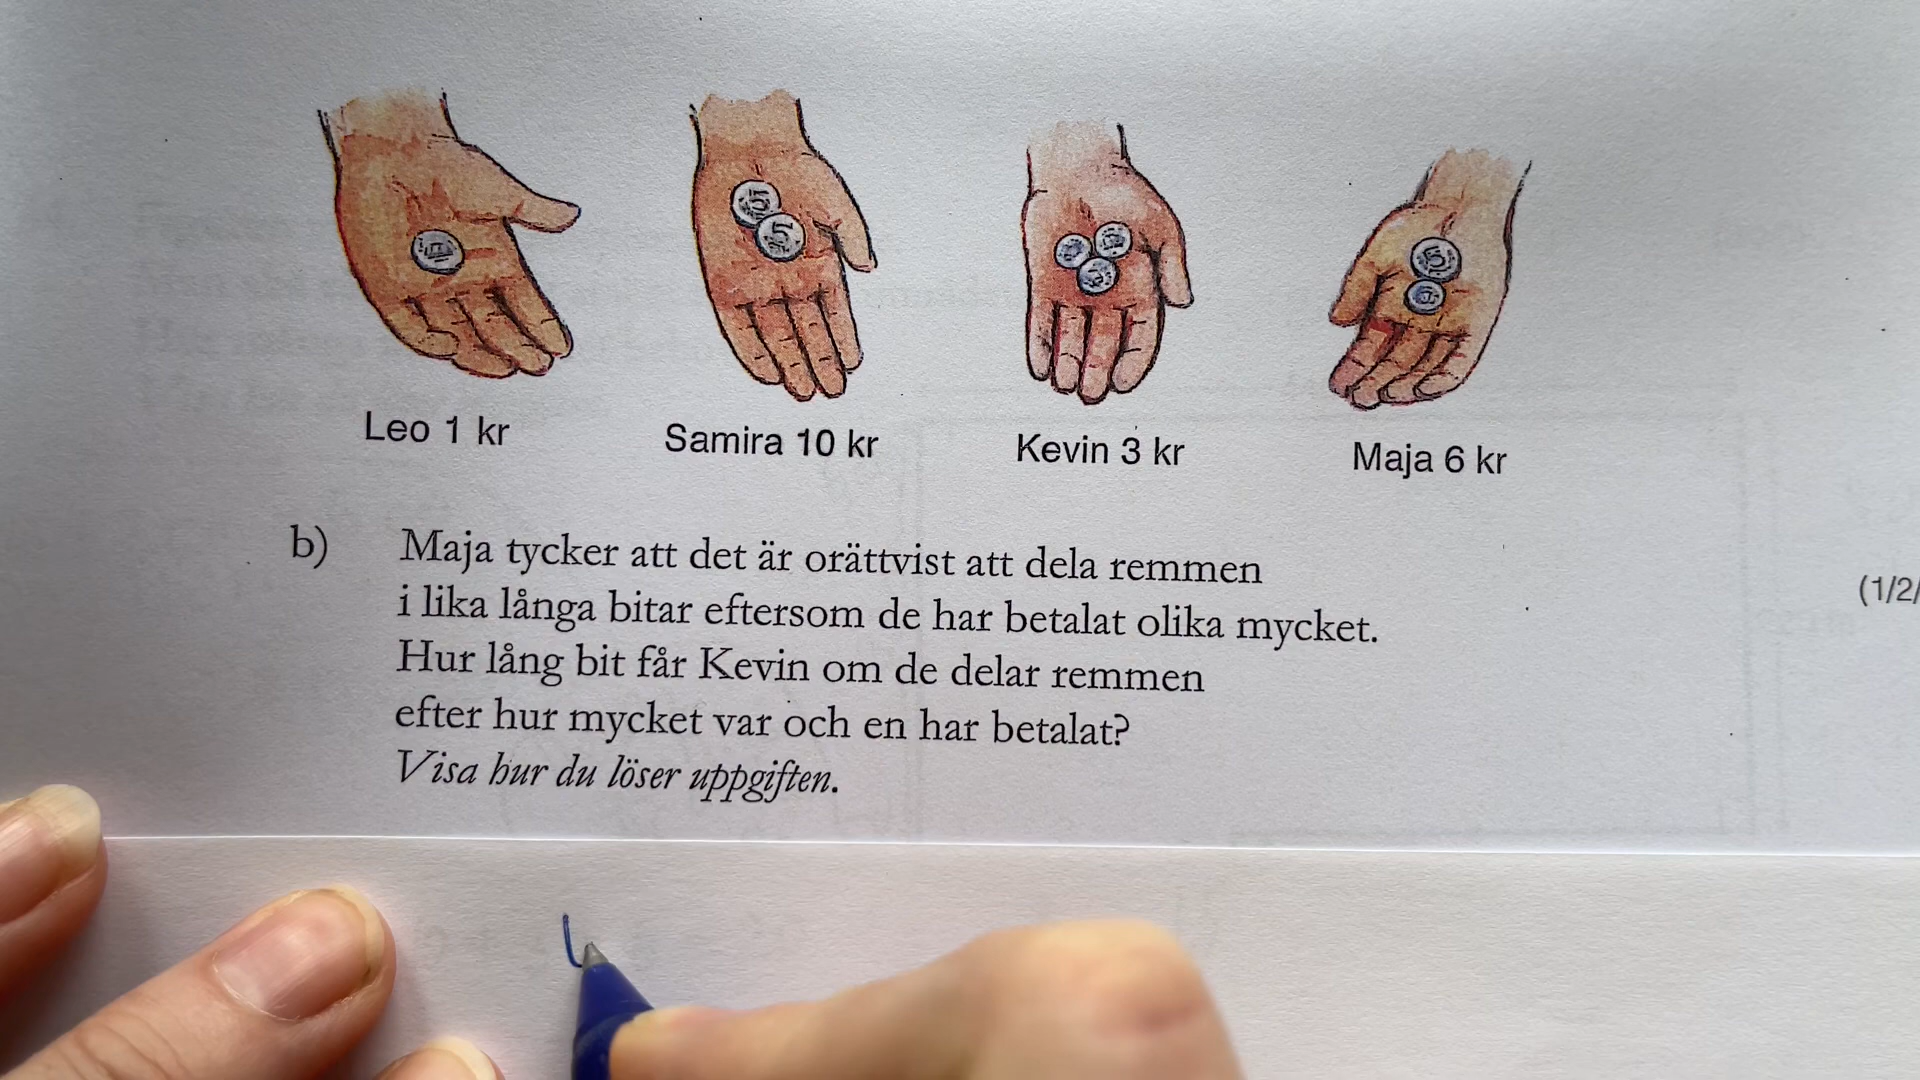 Leo 1 kr
Samira 10 kr
Kevin 3 kr
Maja 6 kr
b) Maja tycker att det är orättvist att dela remmen
i lika långa bitar eftersom de har betalat olika mycket.
Hur lång bit får Kevin om de delar remmen
efter hur mycket var och en har betalat?
Visa hur du löser uppgiften.
(1/2/